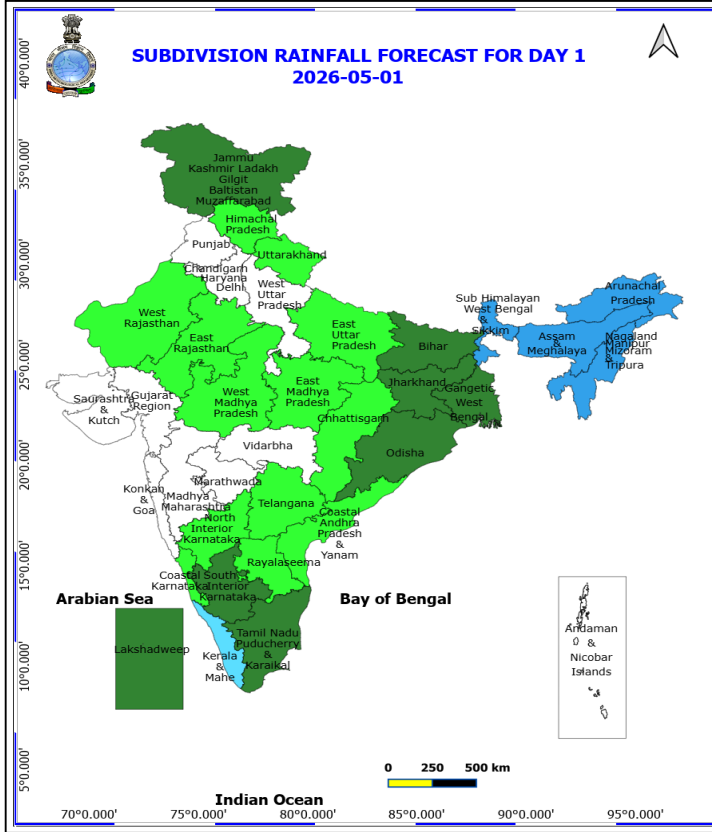 SUBDIVISION RAINFALL FORECAST FOR DAY 1
2026-05-01
40°0.000'
35°0.000'
30°0.000'
25°0.000'
20°0.000'
15°0.000'
10°0.000'
5°0.000'
Jammu
Kashmir Ladakh
Gilgit
Baltistan
Muzaffarabad
Himachal
Pradesh
Punjab
Uttarakhand
Chandigarh
Haryana
Delhi
West
Uttar
Pradesh
West
Rajasthan
East
Rajasthan
East
Uttar
Pradesh
Bihar
Sub Himalayan
West Bengal
&
Sikkim
Arunachal
Pradesh
Assam
&
Meghalaya
Nagaland
Manipur
Mizoram
&
Tripura
Saurashtra
&
Kutch
Gujarat
Region
West
Madhya
Pradesh
East
Madhya
Pradesh
Jharkhand
Gangetic
West
Bengal
Chhattisgarh
Odisha
Vidarbha
Konkan
&
Goa
Madhya
Maharashtra
Marathwada
Telangana
North
Interior
Karnataka
Coastal
Andhra
Pradesh
&
Yanam
Rayalaseema
Coastal
Karnataka
South
Interior
Karnataka
Arabian Sea
Bay of Bengal
Lakshadweep
Kerala
&
Mahe
Tamil Nadu
Puducherry
&
Karaikal
Andaman
&
Nicobar
Islands
0 250 500 km
Indian Ocean
70°0.000' 75°0.000' 80°0.000' 85°0.000' 90°0.000' 95°0.000'